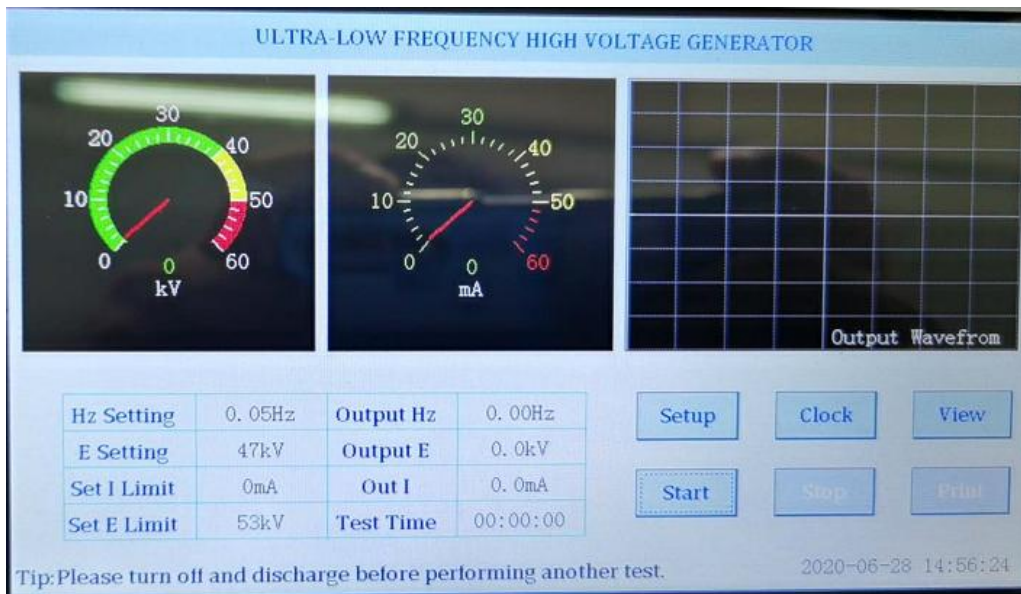 ULTRA-LOW FREQUENCY HIGH VOLTAGE GENERATOR
0 10 20 30 40 50 60
0
kV
0 10 20 30 40 50 60
0
mA
Output Wavefrom
Hz Setting 0.05Hz Output Hz 0.00Hz
E Setting 47kV Output E 0.0kV
Set I Limit 0mA Out I 0.0mA
Set E Limit 53kV Test Time 00:00:00
Setup Clock View
Start Stop Print
Tip:Please turn off and discharge before performing another test.
2020-06-28 14:56:24